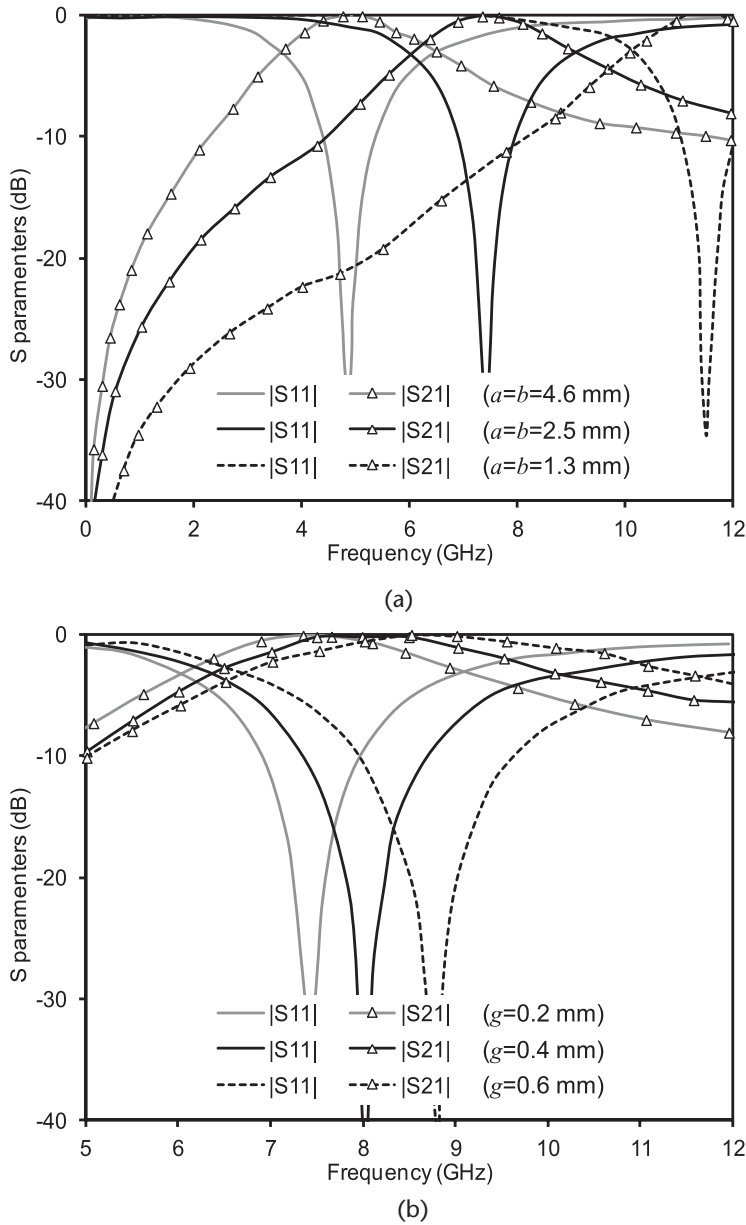 0
-10
-20
-30
-40
S paramenters (dB)
|S11| |S21| (a=b=4.6 mm)
|S11| |S21| (a=b=2.5 mm)
|S11| |S21| (a=b=1.3 mm)
0 2 4 6 8 10 12
Frequency (GHz)
(a)
0
-10
-20
-30
-40
S paramenters (dB)
|S11| |S21| (g=0.2 mm)
|S11| |S21| (g=0.4 mm)
|S11| |S21| (g=0.6 mm)
5 6 7 8 9 10 11 12
Frequency (GHz)
(b)